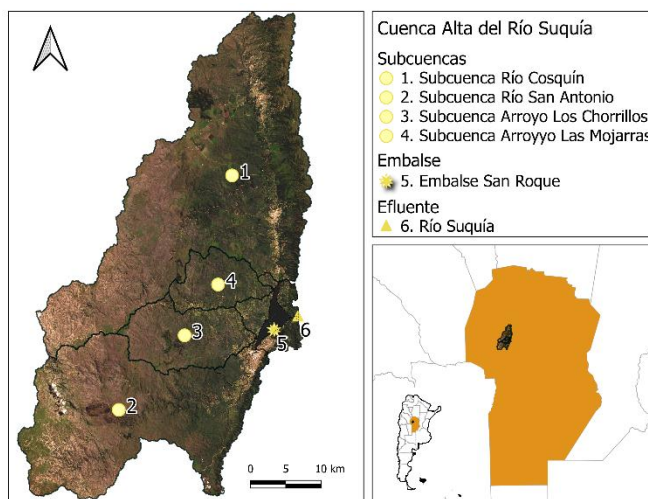 Cuenca Alta del Río Suquía
Subcuencas
1. Subcuenca Río Cosquín
2. Subcuenca Río San Antonio
3. Subcuenca Arroyo Los Chorrillos
4. Subcuenca Arroyyo Las Mojarras
Embalse
5. Embalse San Roque
Efluente
6. Río Suquía
1
4
6
5
3
2
0 5 10 km